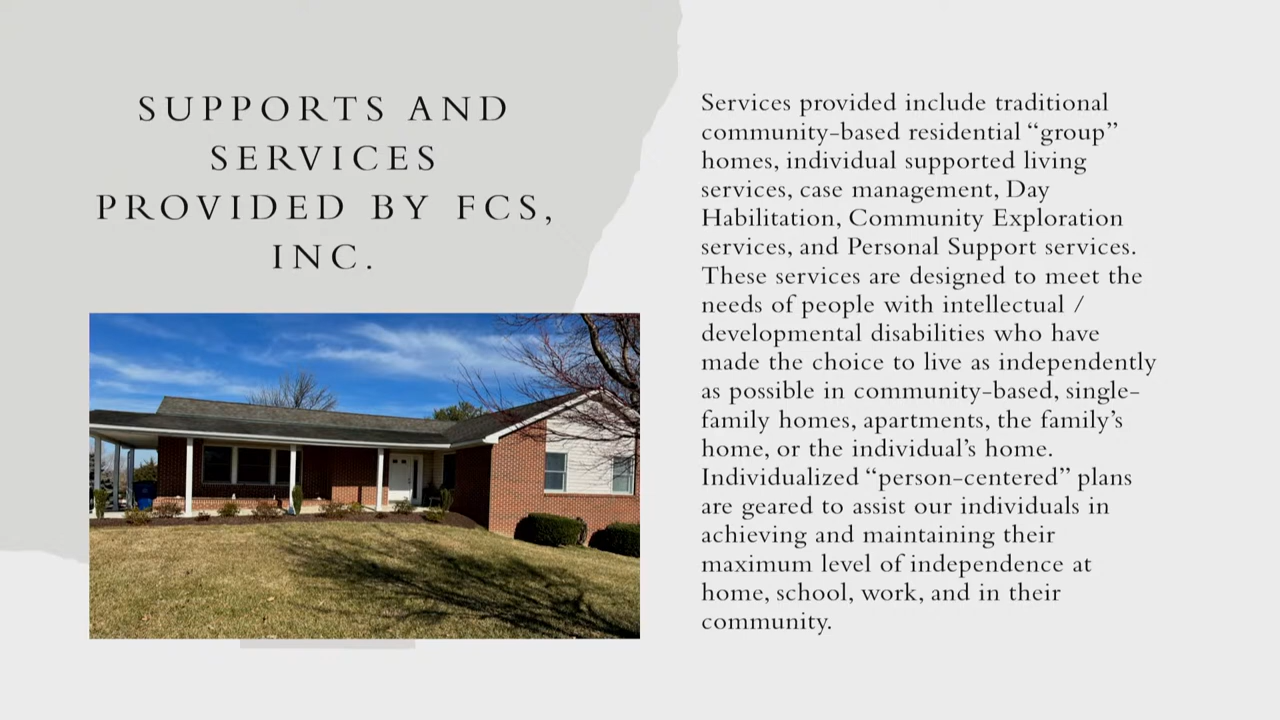 SUPPORTS AND
SERVICES
PROVIDED BY FCS,
INC.
Services provided include traditional
community-based residential “group”
homes, individual supported living
services, case management, Day
Habilitation, Community Exploration
services, and Personal Support services.
These services are designed to meet the
needs of people with intellectual /
developmental disabilities who have
made the choice to live as independently
as possible in community-based, single-
family homes, apartments, the family’s
home, or the individual’s home.
Individualized “person-centered” plans
are geared to assist our individuals in
achieving and maintaining their
maximum level of independence at
home, school, work, and in their
community.